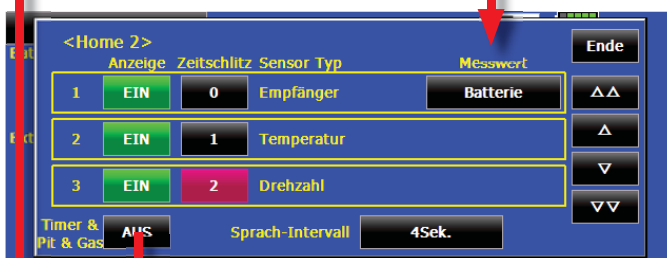 <Home 2>
Ende
Anzeige Zeitschlitz Sensor Typ Messwert
1 EIN 0 Empfänger Batterie
2 EIN 1 Temperatur
3 EIN 2 Drehzahl
Timer & Pit & Gas AUS Sprach-Intervall 4Sek.